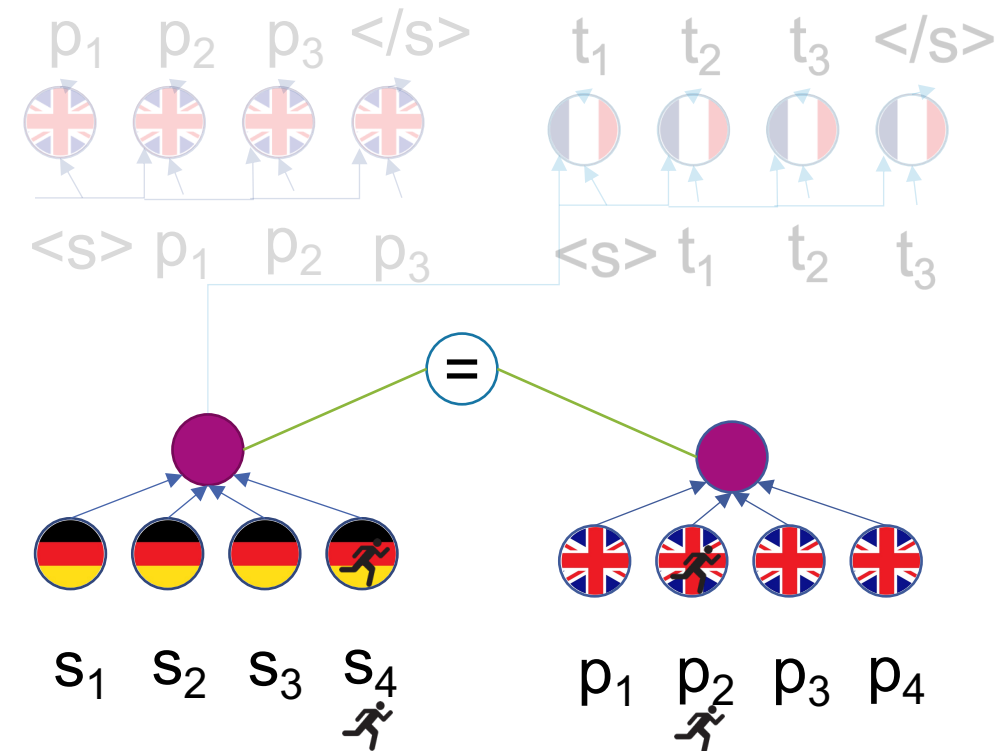 p₁ p₂ p₃ </s> t₁ t₂ t₃ </s>
<s> p₁ p₂ p₃ <s> t₁ t₂ t₃
=
s₁ s₂ s₃ s₄ p₁ p₂ p₃ p₄